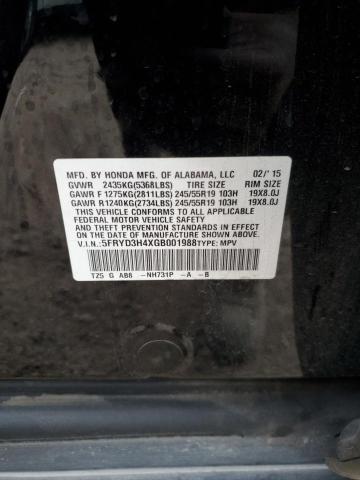 MFD. BY HONDA MFG. OF ALABAMA, LLC 02/'15
GVWR 2435KG(5368LBS) TIRE SIZE RIM SIZE
GAWR F 1275KG(2811LBS) 245/55R19 103H 19X8.0J
GAWR R1240KG(2734LBS) 245/55R19 103H 19X8.0J
THIS VEHICLE CONFORMS TO ALL APPLICABLE
FEDERAL MOTOR VEHICLE SAFETY
AND THEFT PREVENTION STANDARDS IN EFFECT
ON THE DATE OF MANUFACTURE SHOWN ABOVE.
V.I.N.:5FRYD3H4XGB001988 TYPE: MPV
TZ5 G AB8 -NH731P -A -B -